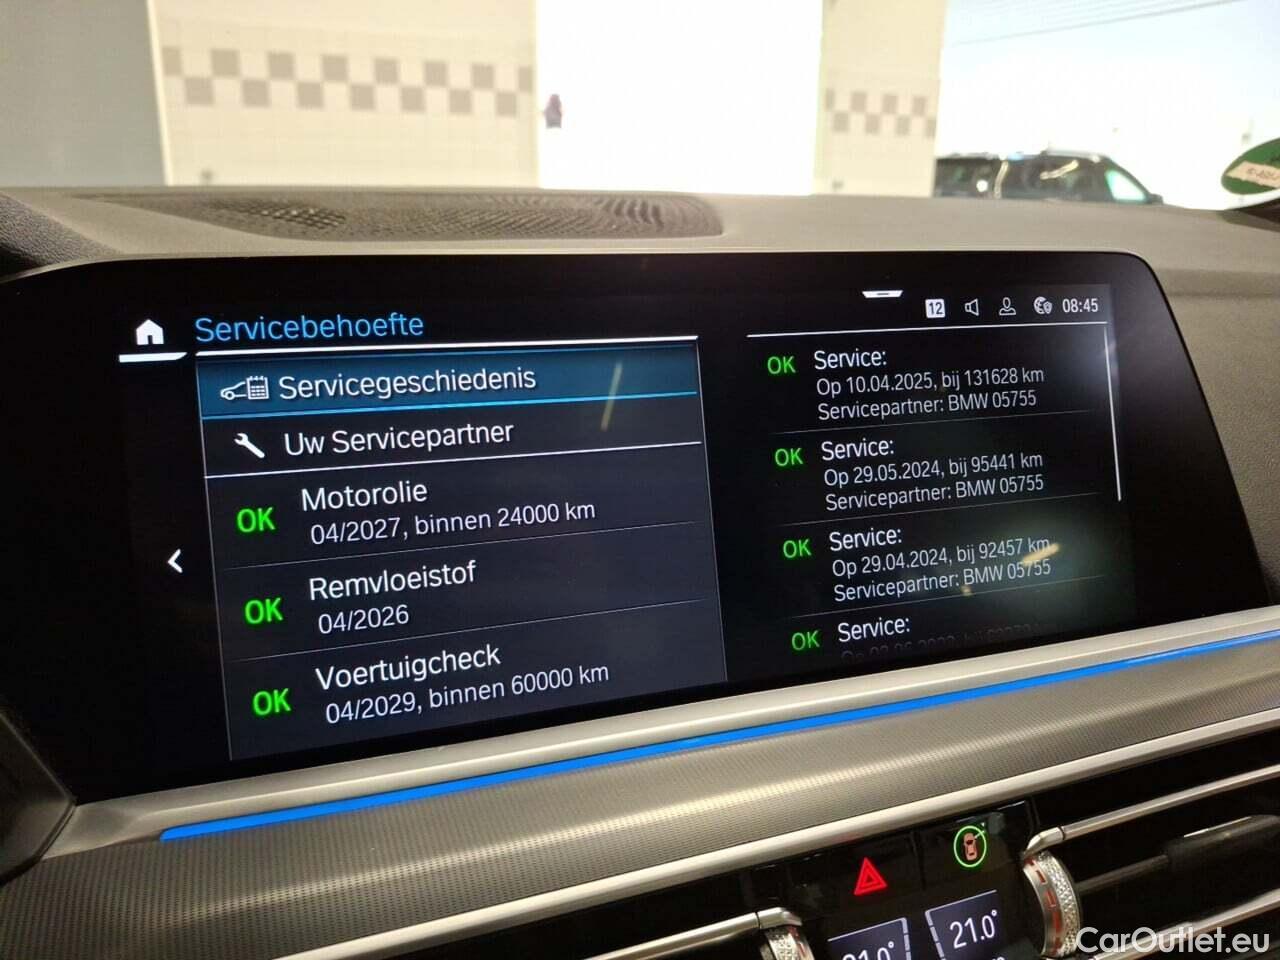 Servicebehoefte
12
08:45
Servicegeschiedenis
Uw Servicepartner
OK
Motorolie
04/2027, binnen 24000 km
OK
Remvloeistof
04/2026
OK
Voertuigcheck
04/2029, binnen 60000 km
OK
Service:
Op 10.04.2025, bij 131628 km
Servicepartner: BMW 05755
OK
Service:
Op 29.05.2024, bij 95441 km
Servicepartner: BMW 05755
OK
Service:
Op 29.04.2024, bij 92457 km
Servicepartner: BMW 05755
OK
Service:
21.0°
CarOutlet.eu